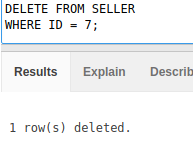 DELETE FROM SELLER
WHERE ID = 7;
Results Explain Describ
1 row(s) deleted.